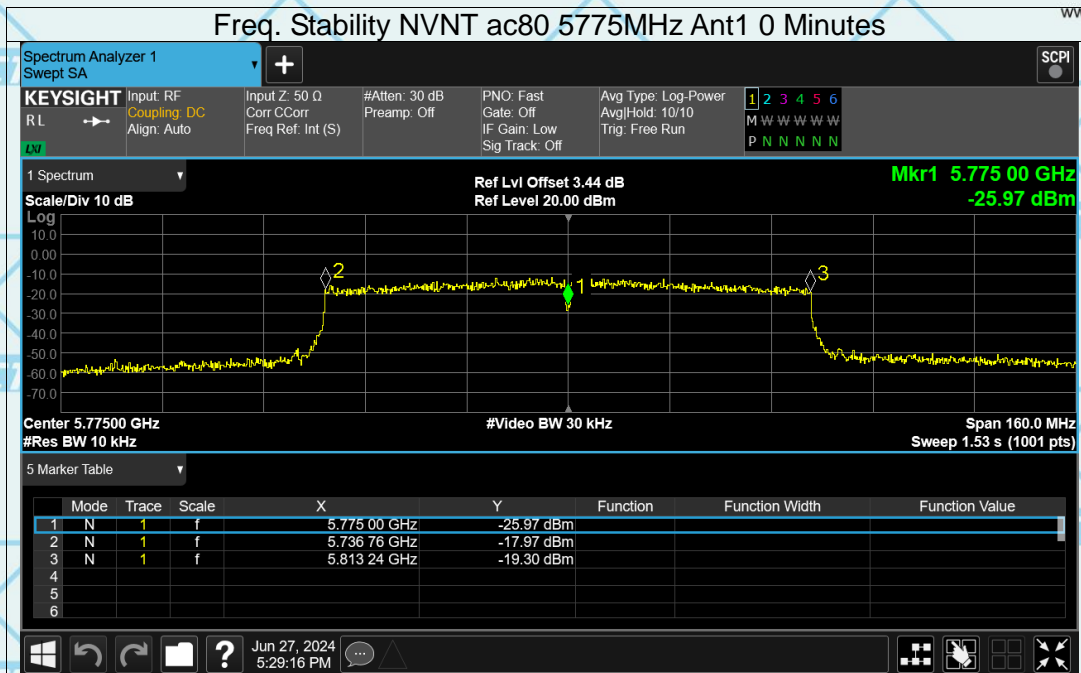 Freq. Stability NVNT ac80 5775MHz Ant1 0 Minutes
Spectrum Analyzer 1
Swept SA
+
SCPI
KEYSIGHT
R L
LXI
Input: RF
Coupling: DC
Align: Auto
Input Z: 50 Ω
Corr CCorr
Freq Ref: Int (S)
#Atten: 30 dB
Preamp: Off
PNO: Fast
Gate: Off
IF Gain: Low
Sig Track: Off
Avg Type: Log-Power
Avg|Hold: 10/10
Trig: Free Run
1 2 3 4 5 6
M W W W W W
P N N N N N
1 Spectrum
Scale/Div 10 dB
Ref Lvl Offset 3.44 dB
Ref Level 20.00 dBm
Mkr1 5.775 00 GHz
-25.97 dBm
Log
10.0
0.00
-10.0
-20.0
-30.0
-40.0
-50.0
-60.0
-70.0
2
1
3
Center 5.77500 GHz
#Video BW 30 kHz
Span 160.0 MHz
#Res BW 10 kHz
Sweep 1.53 s (1001 pts)
5 Marker Table
Mode Trace Scale X Y Function Function Width Function Value
1 N 1 f 5.775 00 GHz -25.97 dBm
2 N 1 f 5.736 76 GHz -17.97 dBm
3 N 1 f 5.813 24 GHz -19.30 dBm
4
5
6
?
Jun 27, 2024
5:29:16 PM